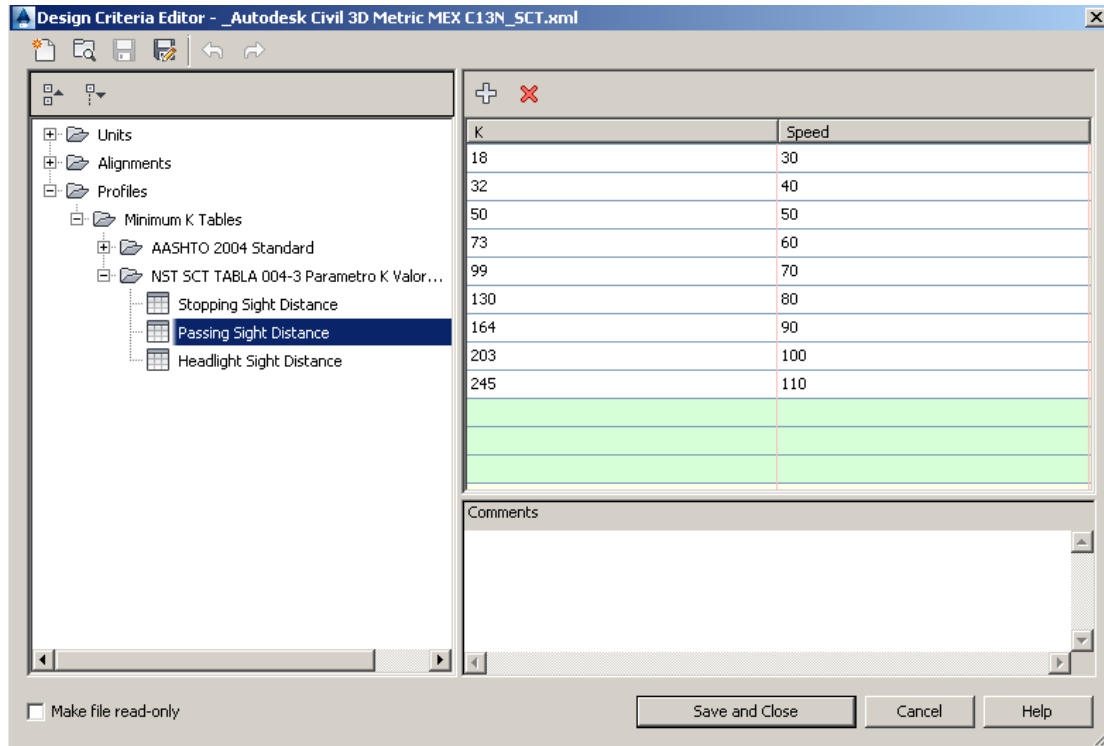 Design Criteria Editor - _Autodesk Civil 3D Metric MEX C13N_SCT.xml
Units
Alignments
Profiles
Minimum K Tables
AASHTO 2004 Standard
NST SCT TABLA 004-3 Parametro K Valor...
Stopping Sight Distance
Passing Sight Distance
Headlight Sight Distance
K Speed
18 30
32 40
50 50
73 60
99 70
130 80
164 90
203 100
245 110
Comments
Make file read-only
Save and Close
Cancel
Help